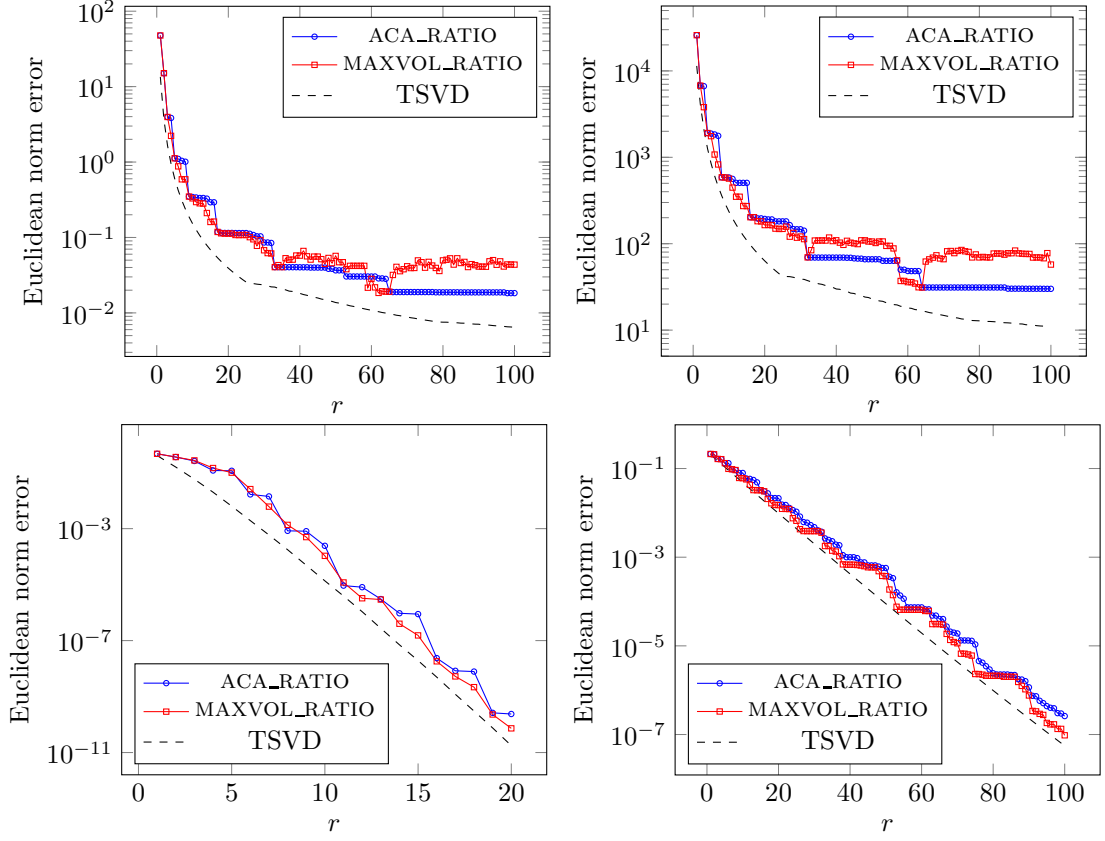 ACA_RATIO
MAXVOL_RATIO
TSVD
Euclidean norm error
10^2
10^1
10^0
10^−1
10^−2
0 20 40 60 80 100
r
ACA_RATIO
MAXVOL_RATIO
TSVD
Euclidean norm error
10^4
10^3
10^2
10^1
0 20 40 60 80 100
r
Euclidean norm error
10^−3
10^−7
10^−11
ACA_RATIO
MAXVOL_RATIO
TSVD
0 5 10 15 20
r
Euclidean norm error
10^−1
10^−3
10^−5
10^−7
ACA_RATIO
MAXVOL_RATIO
TSVD
0 20 40 60 80 100
r